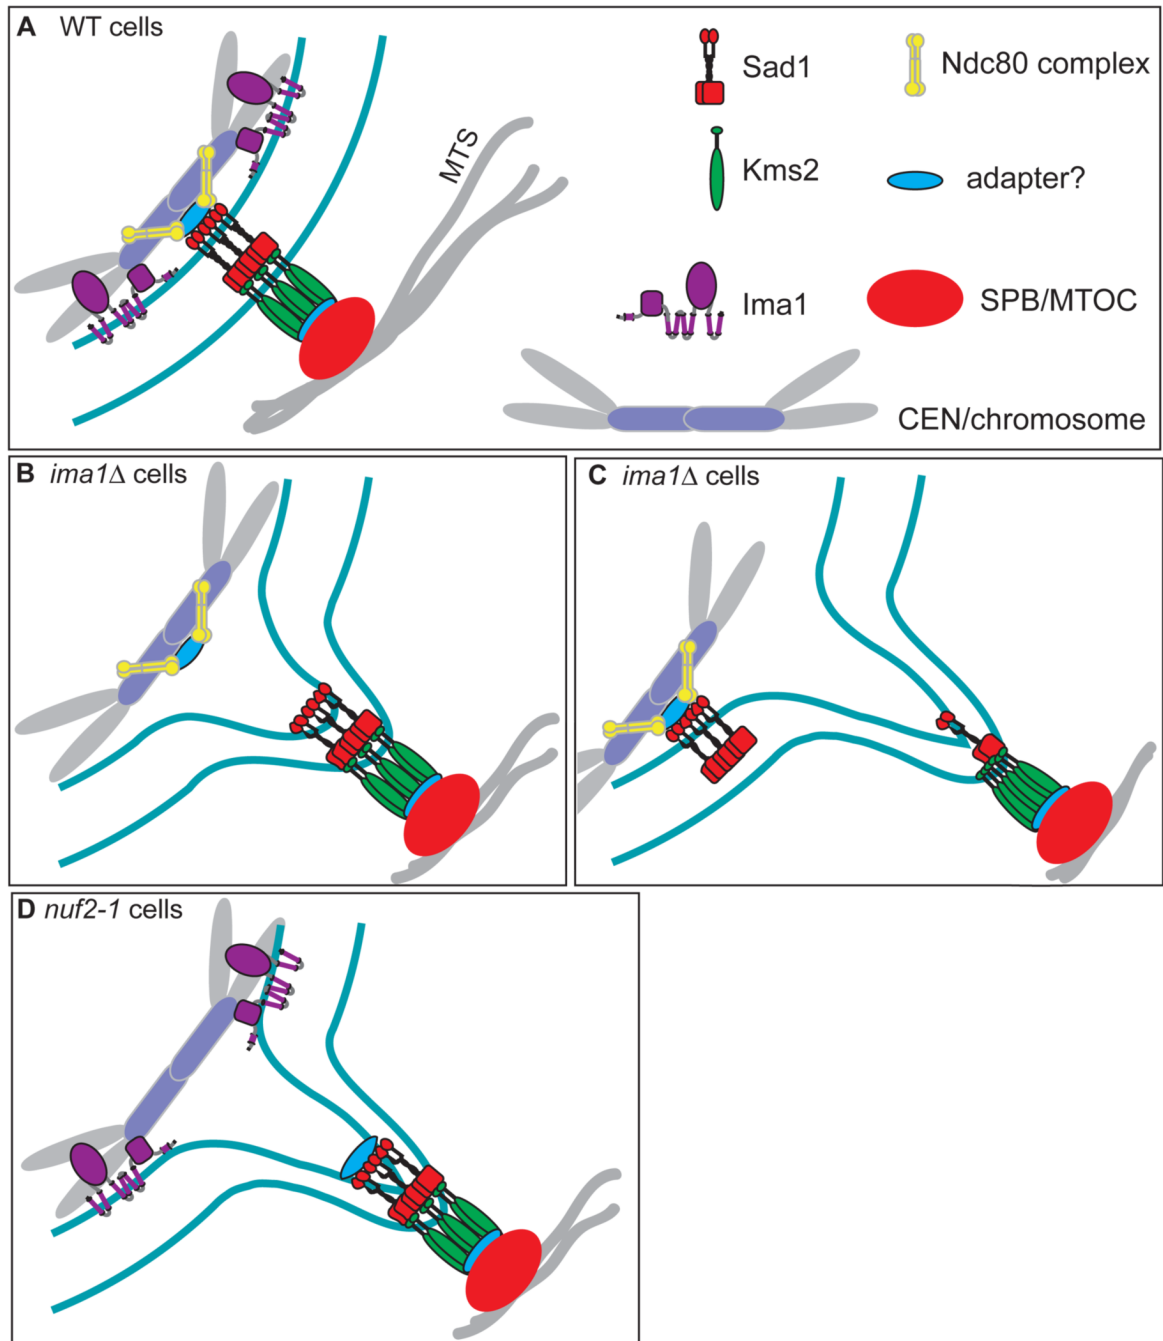 A WT cells
MTS
Sad1
Ndc80 complex
Kms2
adapter?
Ima1
SPB/MTOC
CEN/chromosome
B ima1Δ cells
C ima1Δ cells
D nuf2-1 cells